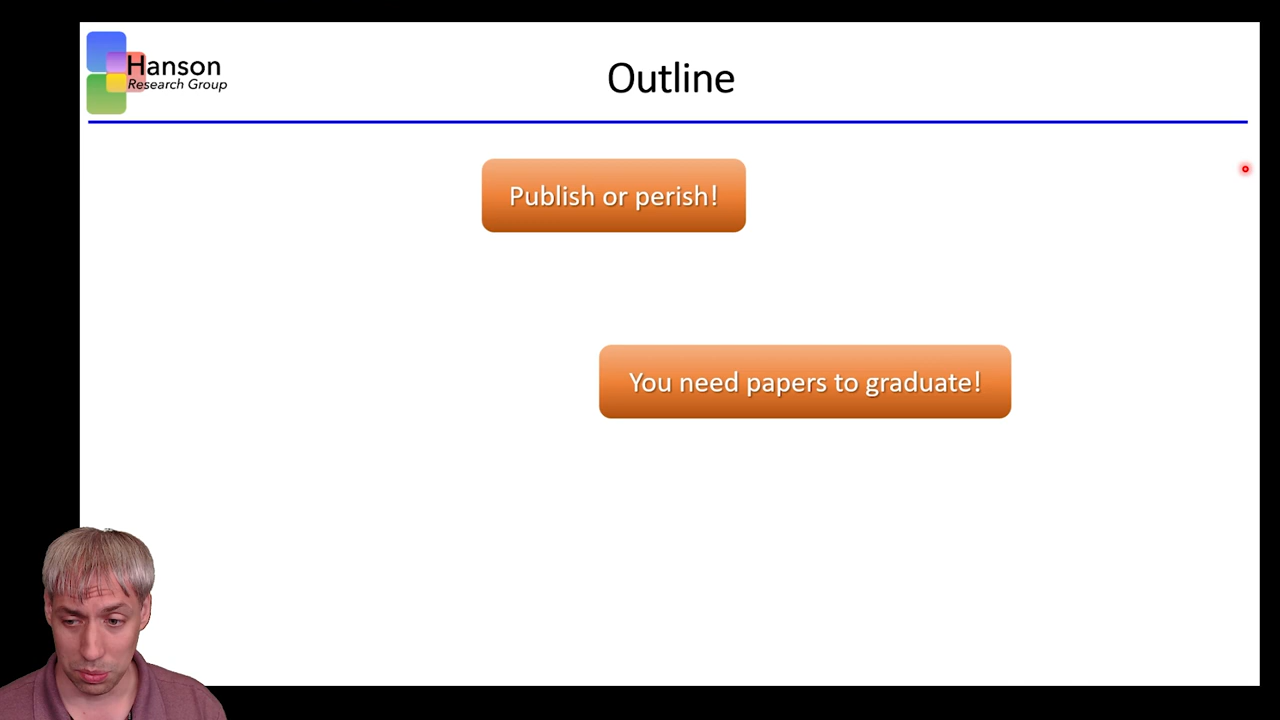 Hanson
Research Group
Outline
Publish or perish!
You need papers to graduate!